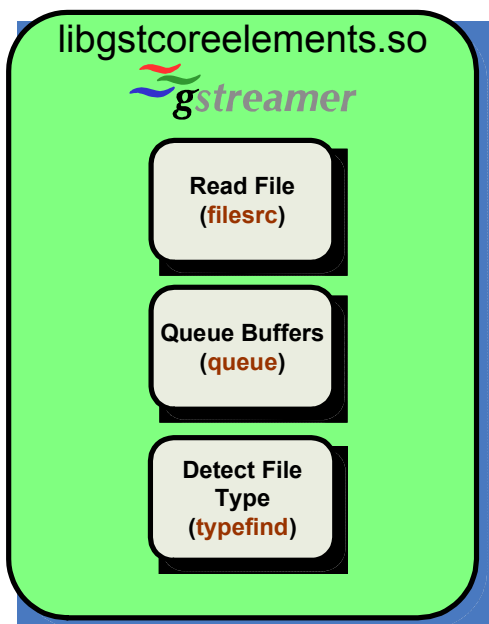 libgstcoreelements.so
gstreamer
Read File
(filesrc)
Queue Buffers
(queue)
Detect File
Type
(typefind)